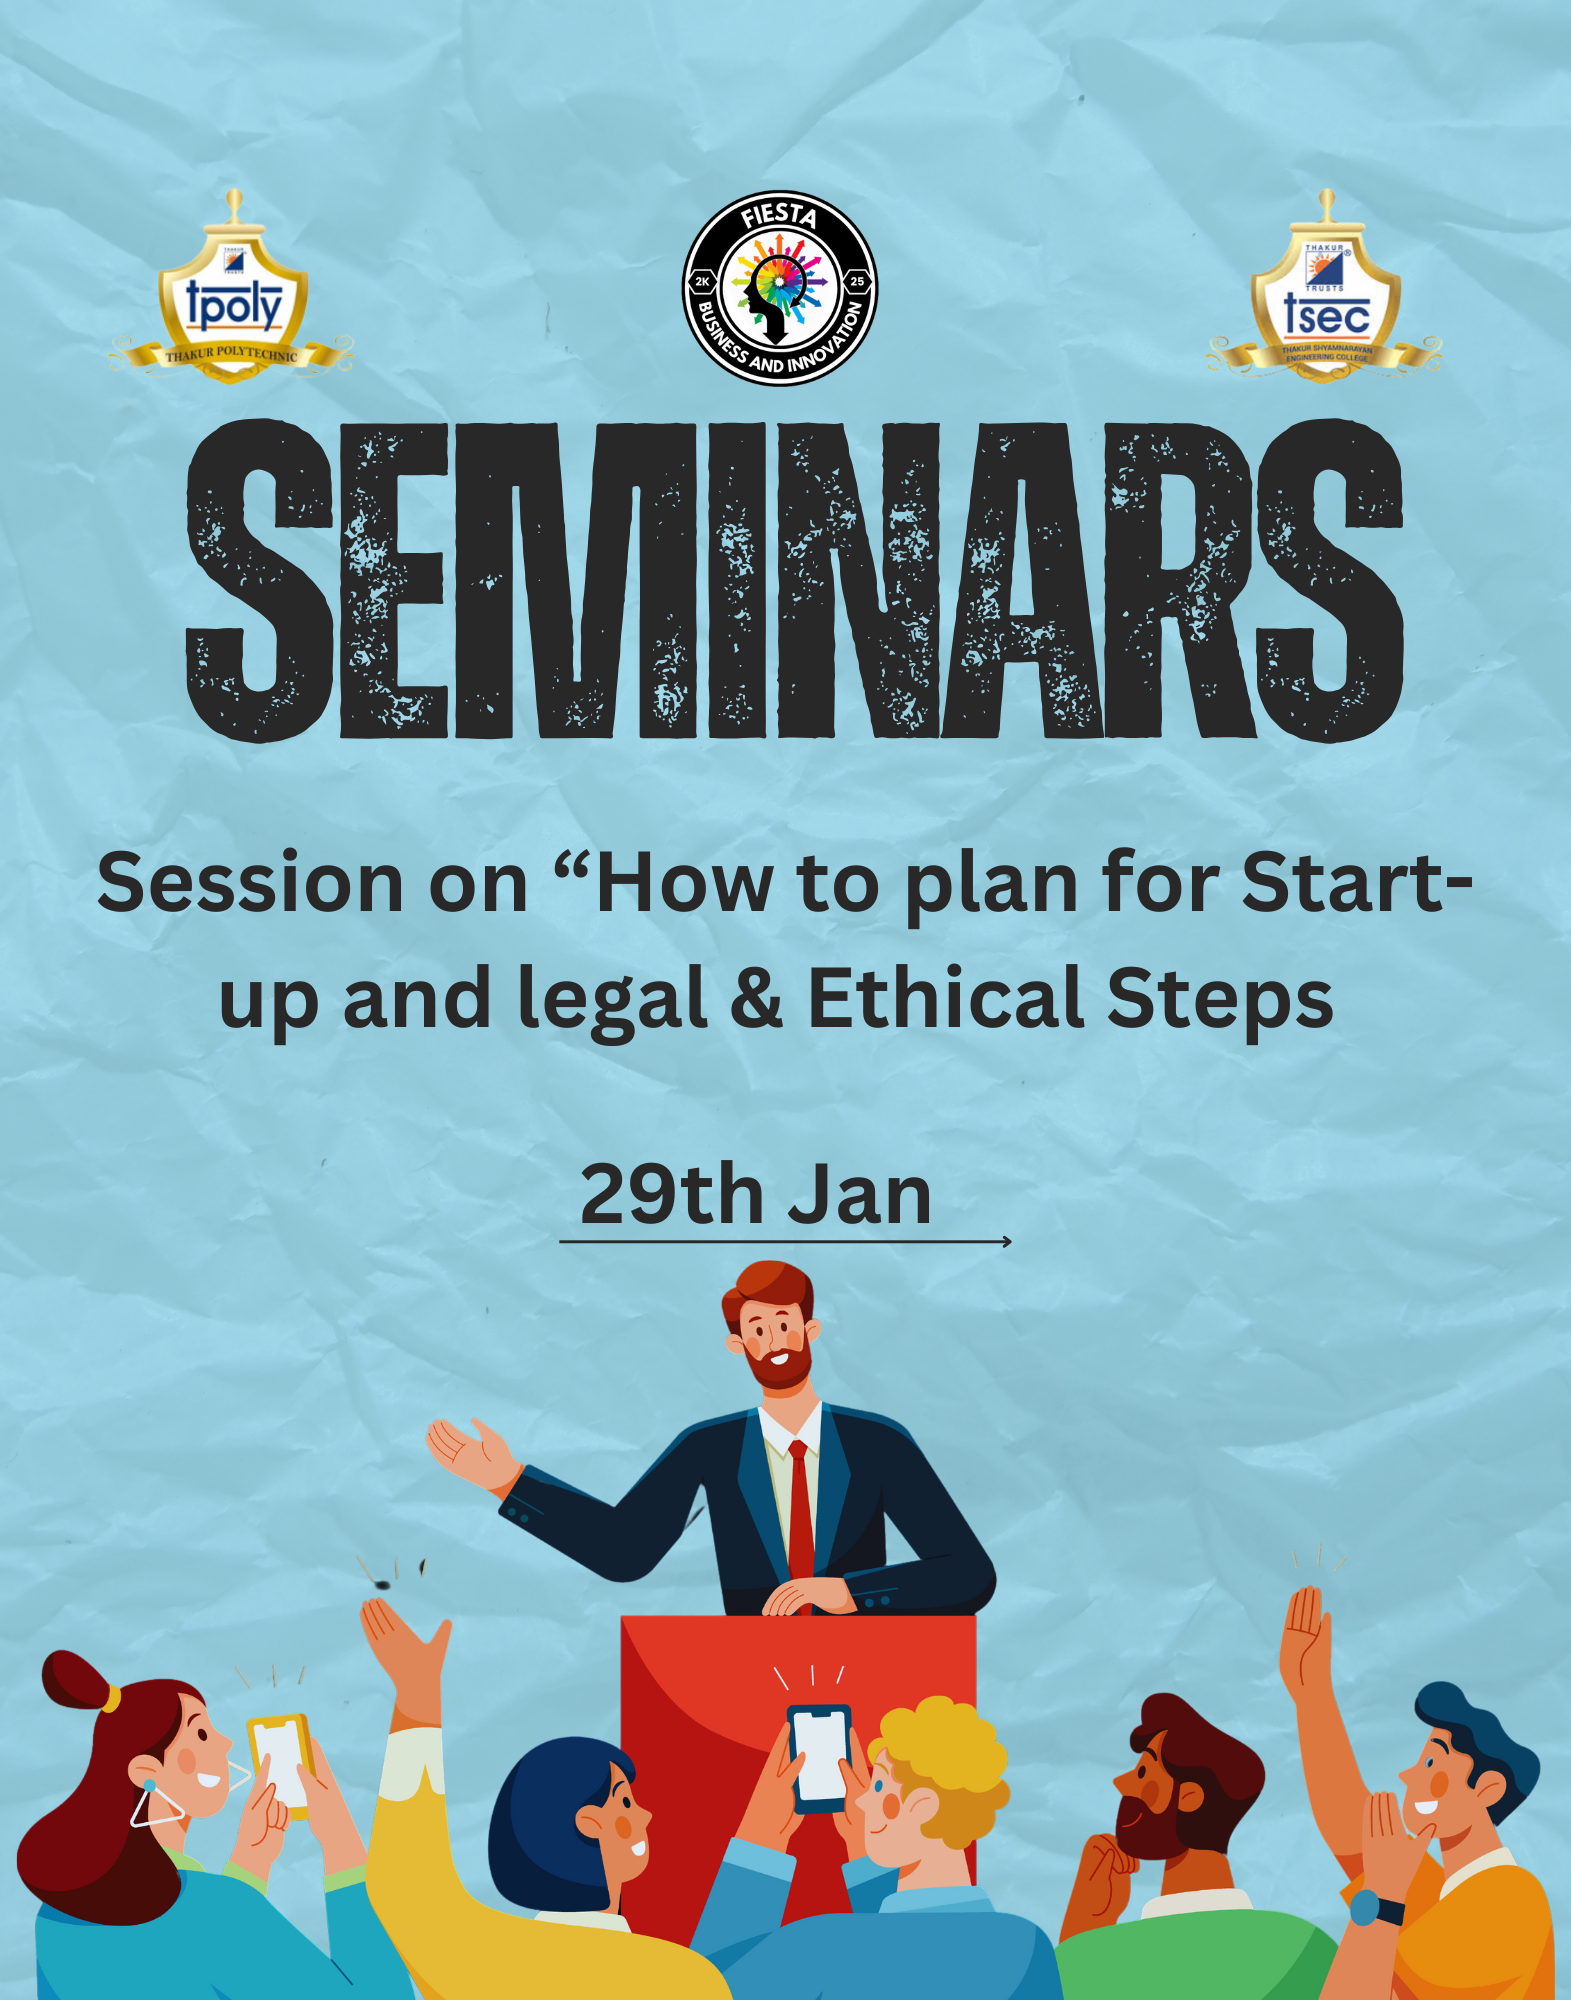 THAKUR
TRUSTS
tpoly
THAKUR POLYTECHNIC
FIESTA
2K
25
BUSINESS AND INNOVATION
THAKUR
®
TRUSTS
tsec
THAKUR SHYAMNARAYAN
ENGINEERING COLLEGE
SEMINARS
Session on “How to plan for Start-
up and legal & Ethical Steps
29th Jan